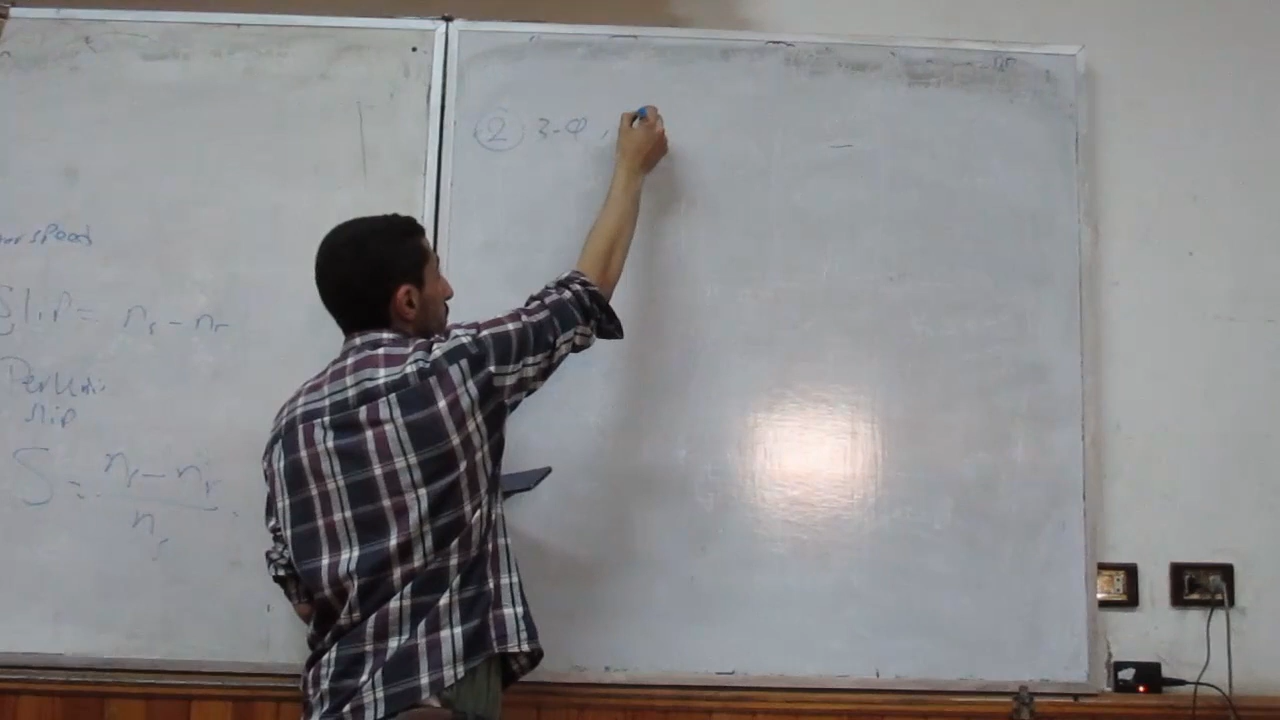 speed
Slip = ns - nr
Per unit
slip
S = ns - nr
ns
② 3-φ,